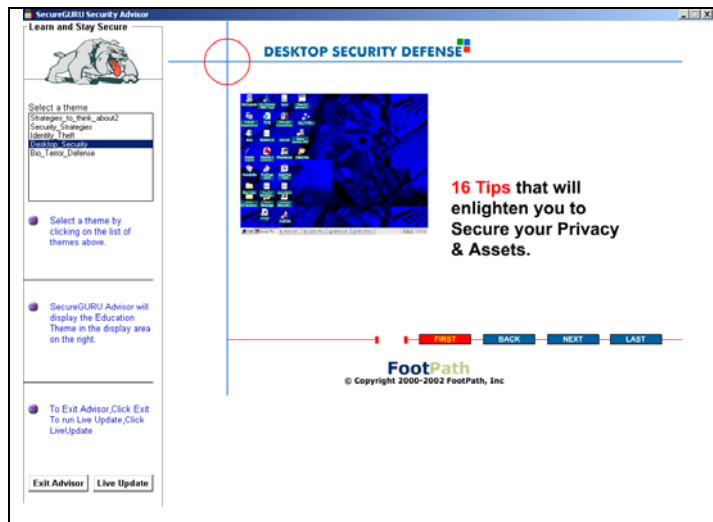 SecureGURU Security Advisor
Learn and Stay Secure
Select a theme
Strategies_to_think_about2
Security_Strategies
Identity_Theft
Desktop_Security
Bio_Terror_Defense
Select a theme by
clicking on the list of
themes above.
SecureGURU Advisor will
display the Education
Theme in the display area
on the right.
To Exit Advisor,Click Exit
To run Live Update,Click
LiveUpdate
Exit Advisor Live Update
DESKTOP SECURITY DEFENSE
16 Tips that will
enlighten you to
Secure your Privacy
& Assets.
FIRST BACK NEXT LAST
FootPath
© Copyright 2000-2002 FootPath, Inc